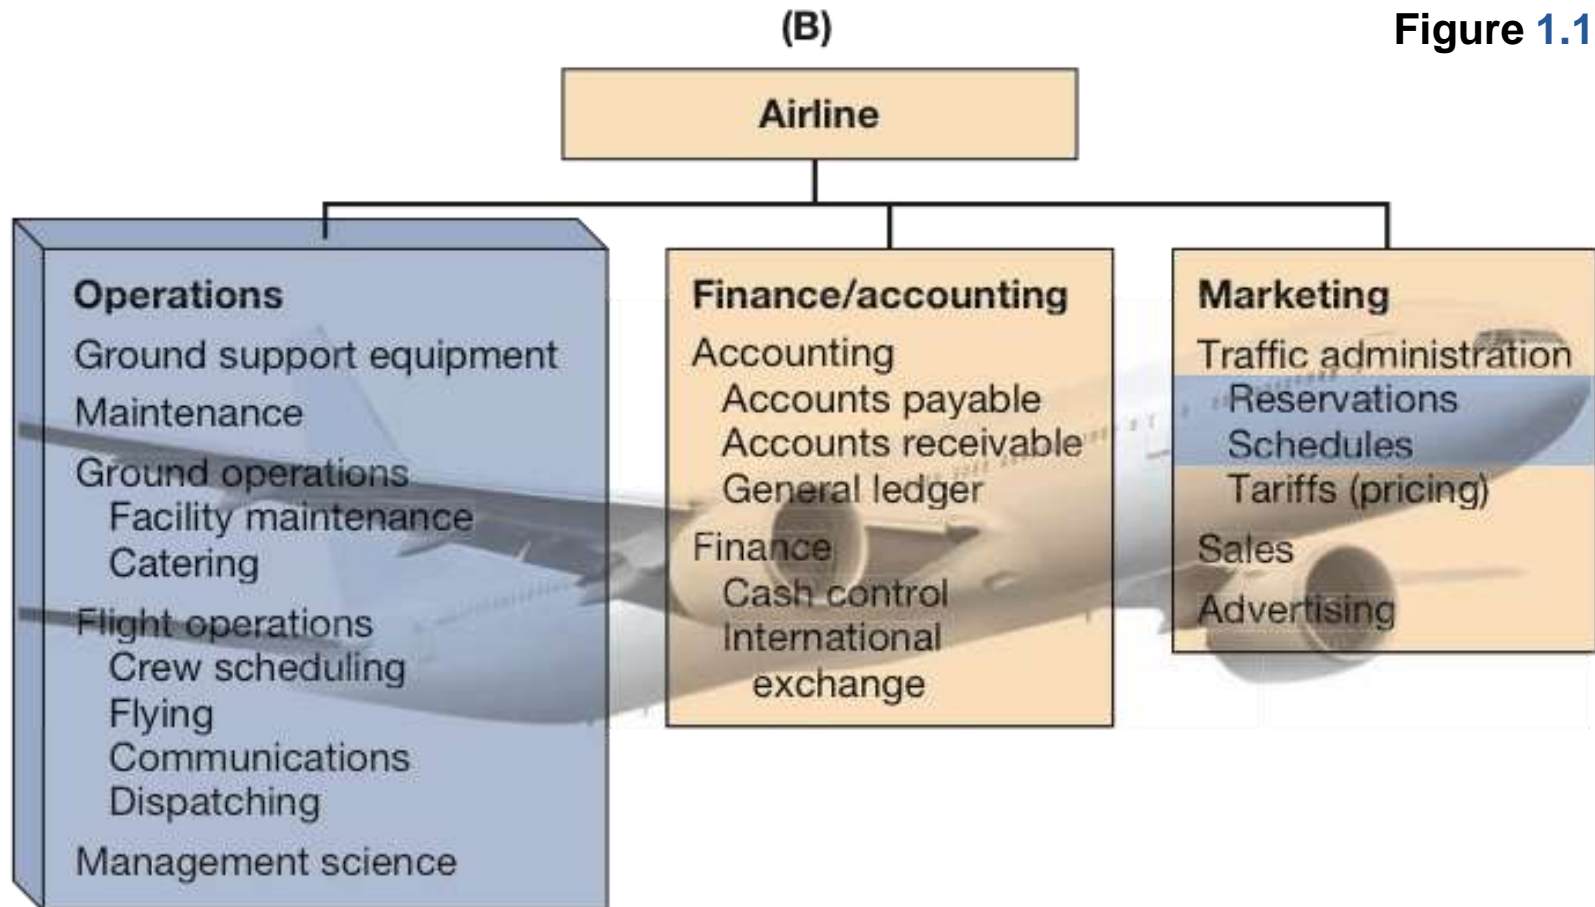 (B)
Figure 1.1
Airline
Operations
Ground support equipment
Maintenance
Ground operations
Facility maintenance
Catering
Flight operations
Crew scheduling
Flying
Communications
Dispatching
Management science
Finance/accounting
Accounting
Accounts payable
Accounts receivable
General ledger
Finance
Cash control
International
exchange
Marketing
Traffic administration
Reservations
Schedules
Tariffs (pricing)
Sales
Advertising